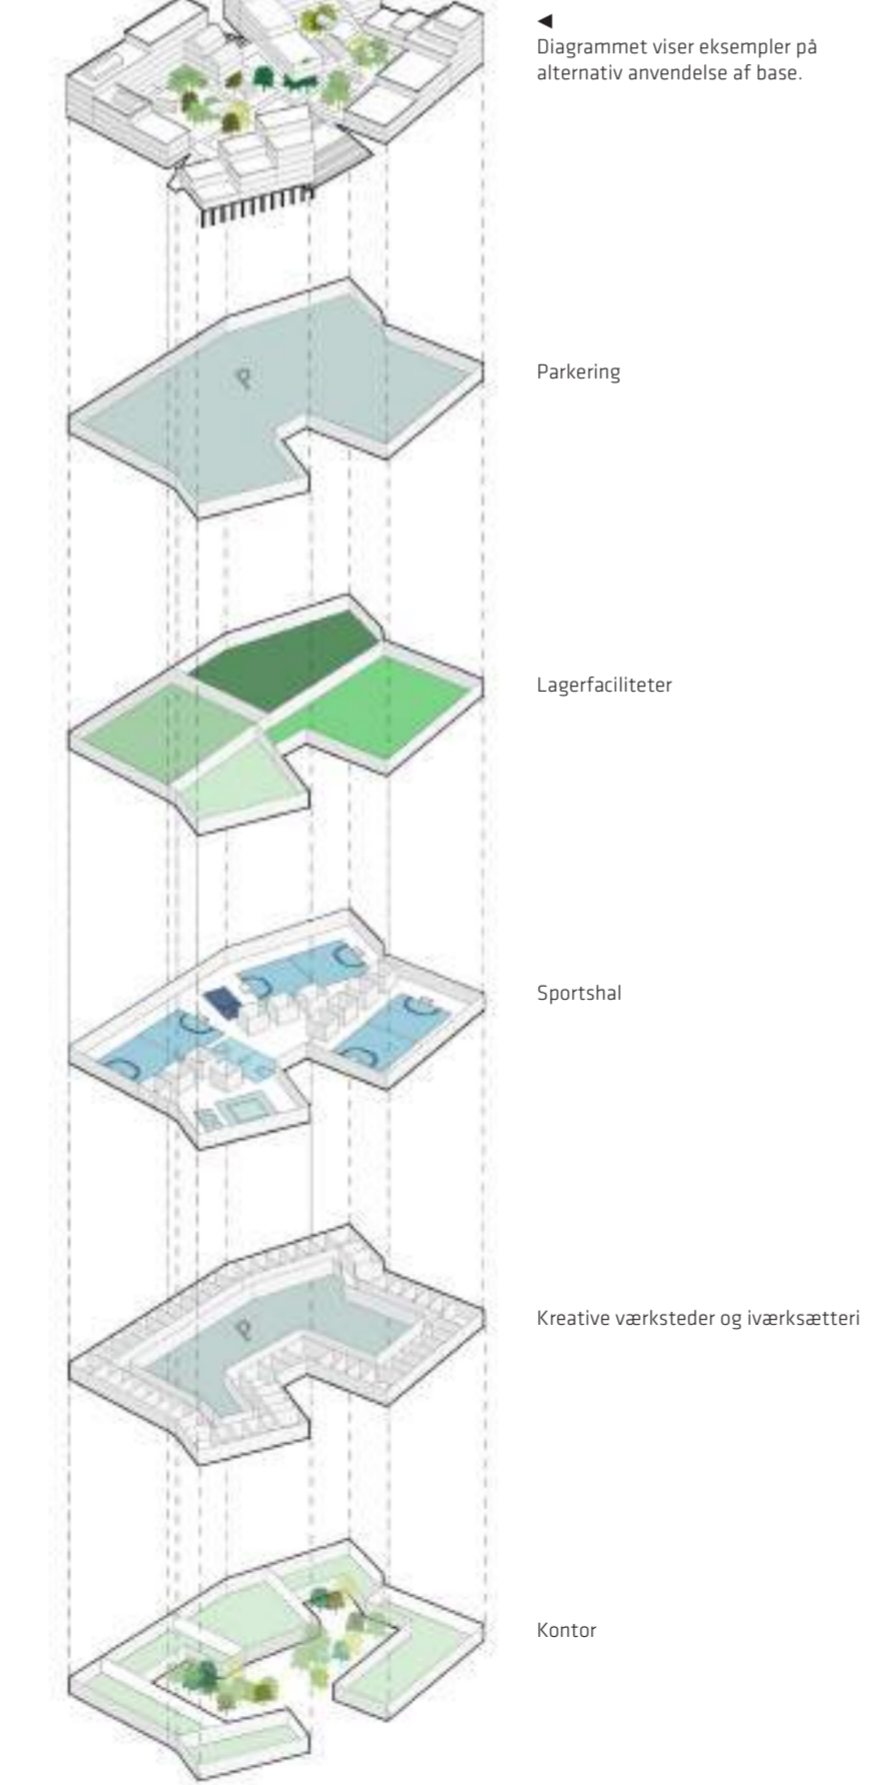 ◀
Diagrammet viser eksempler på
alternativ anvendelse af base.
P
Parkering
Lagerfaciliteter
Sportshal
P
Kreative værksteder og iværksætteri
Kontor